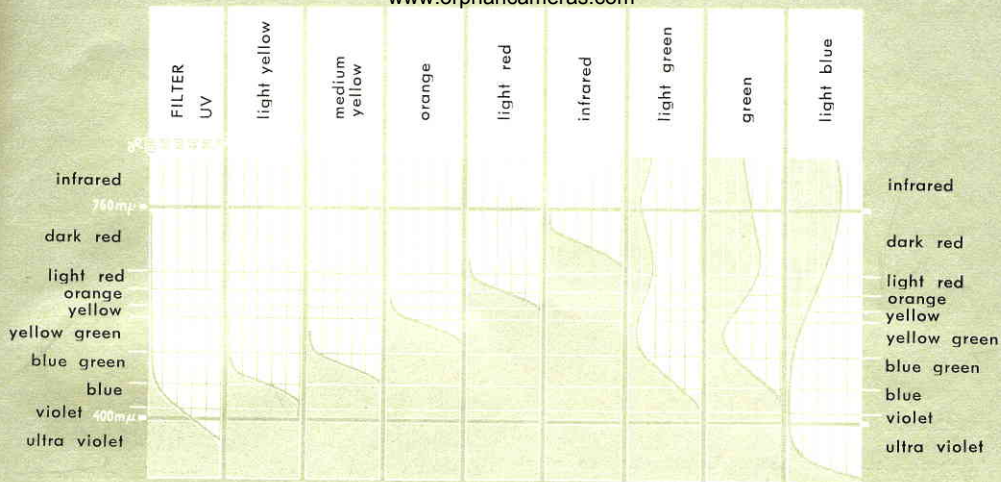 www.orphancameras.com
FILTER
UV
light yellow
medium
yellow
orange
light red
infrared
light green
green
light blue
infrared
760mμ
dark red
light red
orange
yellow
yellow green
blue green
blue
violet
400mμ
ultra violet
infrared
dark red
light red
orange
yellow
yellow green
blue green
blue
violet
ultra violet